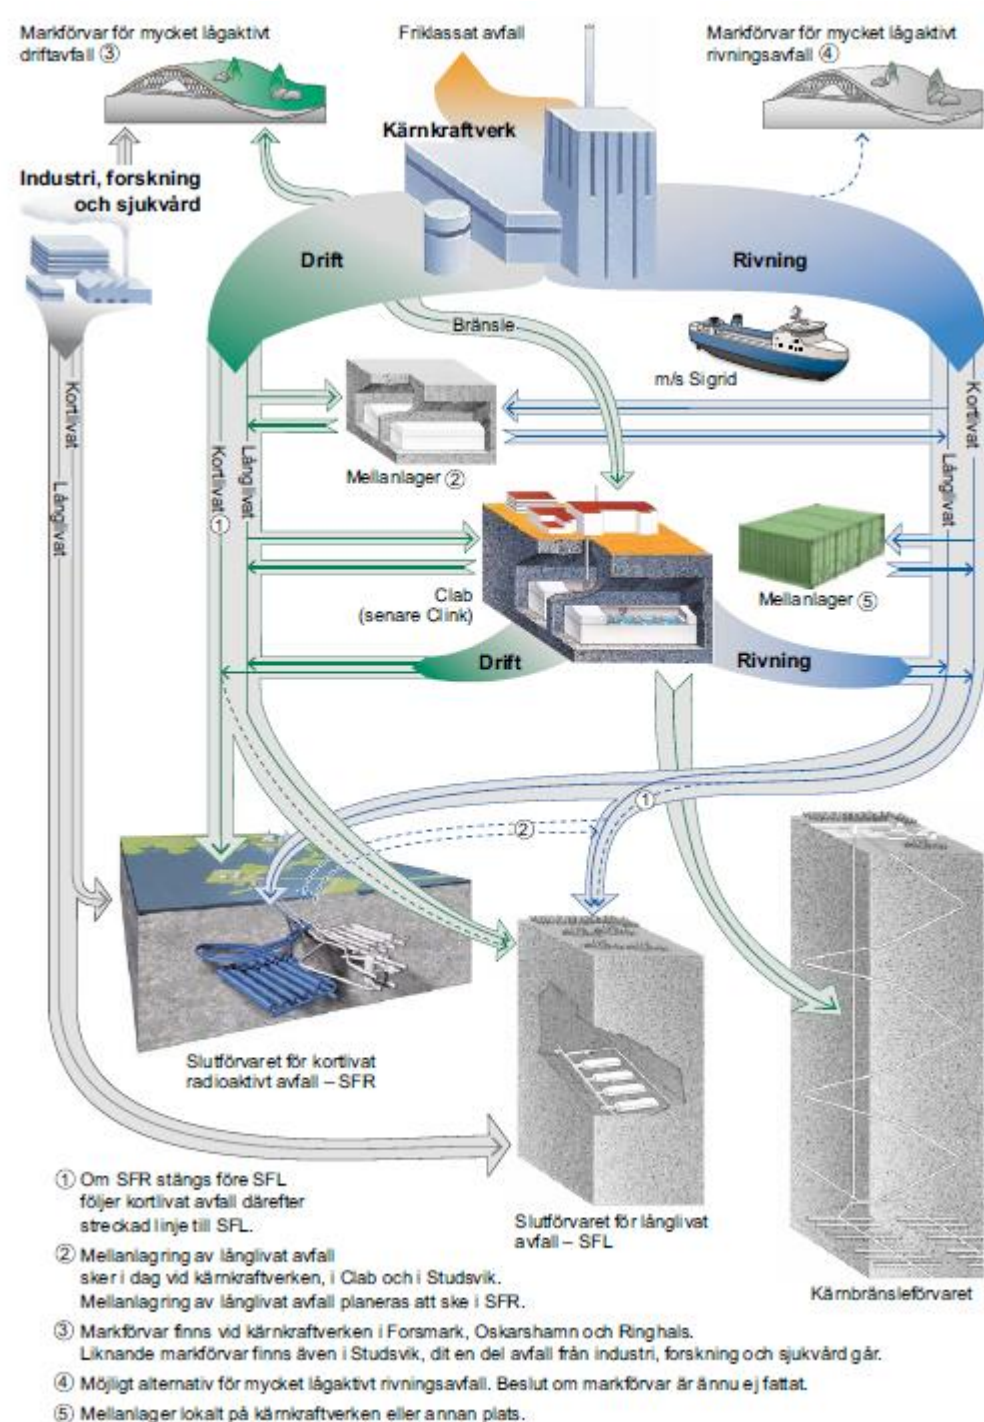 Markförvar för mycket lågaktivt
driftavfall ③
Friklassat avfall
Markförvar för mycket lågaktivt
rivningsavfall ④
Kärnkraftverk
Industri, forskning
och sjukvård
Drift
Rivning
Bränsle
m/s Sigrid
Kortlivat
Långlivat
Kortlivat ①
Långlivat
Kortlivat
Långlivat
Mellanlager ②
Mellanlager ⑤
Clab
(senare Clink)
Drift
Rivning
①
②
Slutförvaret för kortlivat
radioaktivt avfall – SFR
Slutförvaret för långlivat
avfall – SFL
Kärnbränsleförvaret
① Om SFR stängs före SFL
följer kortlivat avfall därefter
streckad linje till SFL.
② Mellanlagring av långlivat avfall
sker i dag vid kärnkraftverken, i Clab och i Studsvik.
Mellanlagring av långlivat avfall planeras att ske i SFR.
③ Markförvar finns vid kärnkraftverken i Forsmark, Oskarshamn och Ringhals.
Liknande markförvar finns även i Studsvik, dit en del avfall från industri, forskning och sjukvård går.
④ Möjligt alternativ för mycket lågaktivt rivningsavfall. Beslut om markförvar är ännu ej fattat.
⑤ Mellanlager lokalt på kärnkraftverken eller annan plats.